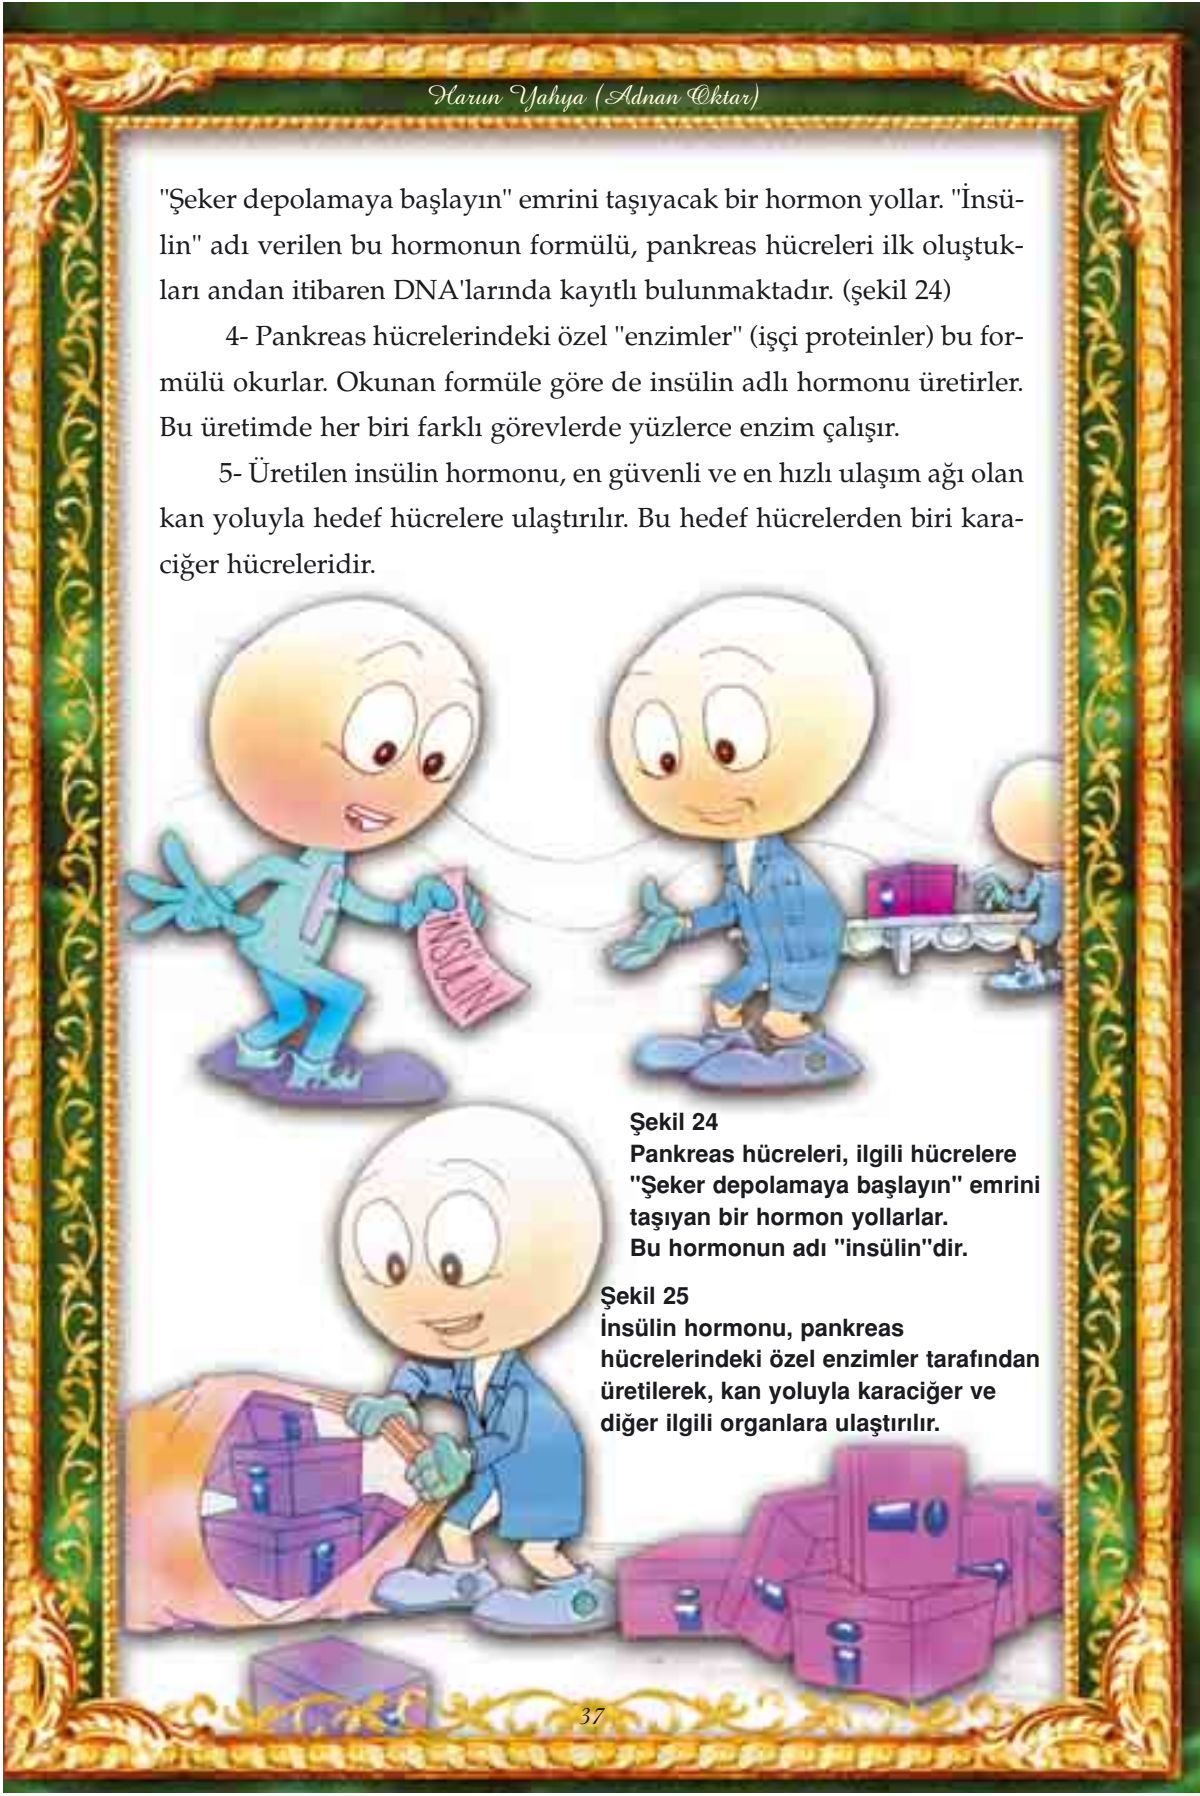 Harun Yahya (Adnan Oktar)
"Şeker depolamaya başlayın" emrini taşıyacak bir hormon yollar. "İnsü-
lin" adı verilen bu hormonun formülü, pankreas hücreleri ilk oluştuk-
ları andan itibaren DNA'larında kayıtlı bulunmaktadır. (şekil 24)
4- Pankreas hücrelerindeki özel "enzimler" (işçi proteinler) bu for-
mülü okurlar. Okunan formüle göre de insülin adlı hormonu üretirler.
Bu üretimde her biri farklı görevlerde yüzlerce enzim çalışır.
5- Üretilen insülin hormonu, en güvenli ve en hızlı ulaşım ağı olan
kan yoluyla hedef hücrelere ulaştırılır. Bu hedef hücrelerden biri kara-
ciğer hücreleridir.
INSULIN
Şekil 24
Pankreas hücreleri, ilgili hücrelere
"Şeker depolamaya başlayın" emrini
taşıyan bir hormon yollarlar.
Bu hormonun adı "insülin"dir.
Şekil 25
İnsülin hormonu, pankreas
hücrelerindeki özel enzimler tarafından
üretilerek, kan yoluyla karaciğer ve
diğer ilgili organlara ulaştırılır.
37